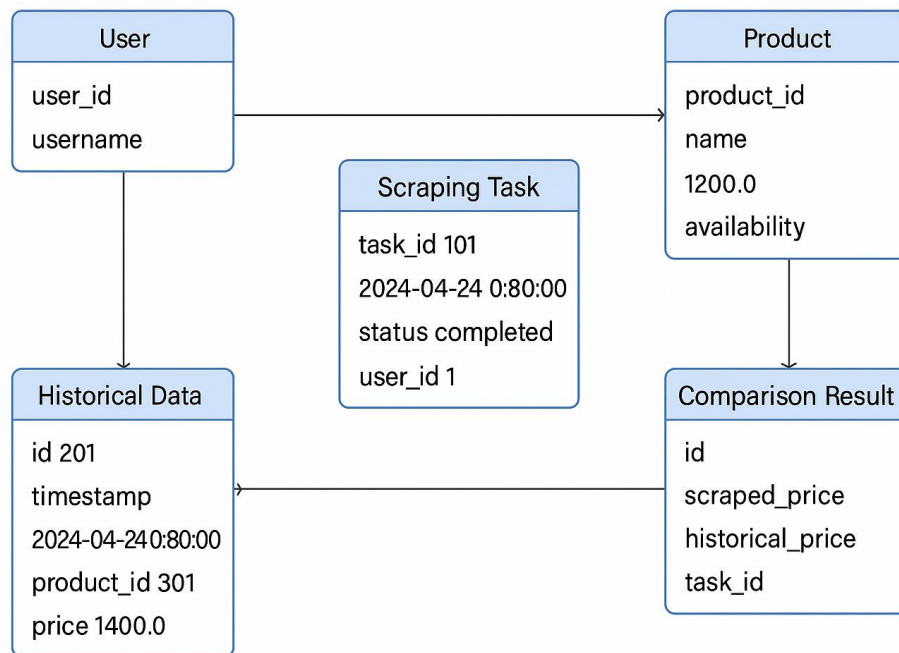 User
user_id
username
Product
product_id
name
1200.0
availability
Scraping Task
task_id 101
2024-04-24 0:80:00
status completed
user_id 1
Historical Data
id 201
timestamp
2024-04-240:80:00
product_id 301
price 1400.0
Comparison Result
id
scraped_price
historical_price
task_id